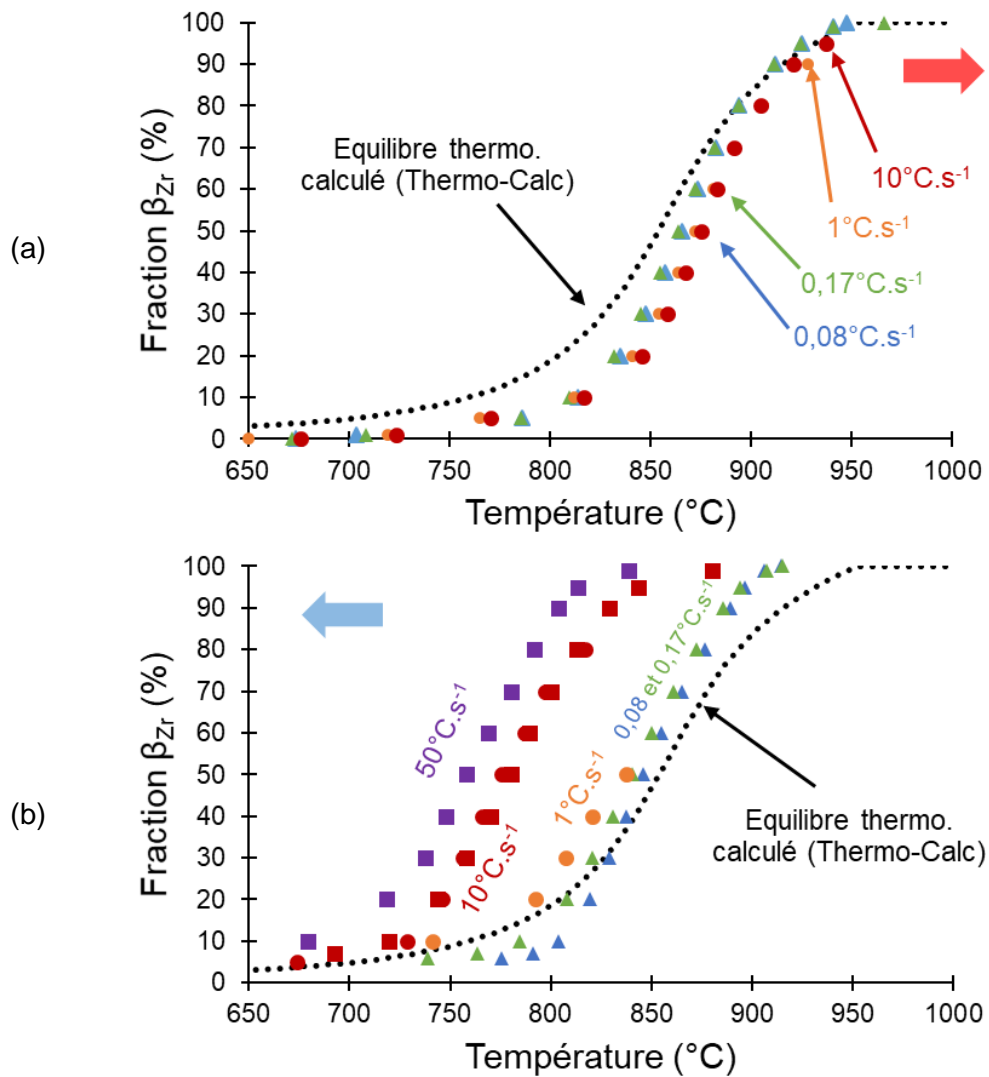 (a)
Fraction βZr (%)
100
90
80
70
60
50
40
30
20
10
0
Equilibre thermo.
calculé (Thermo-Calc)
10°C.s-1
1°C.s-1
0,17°C.s-1
0,08°C.s-1
650 700 750 800 850 900 950 1000
Température (°C)
(b)
Fraction βZr (%)
100
90
80
70
60
50
40
30
20
10
0
50°C.s-1
10°C.s-1
1°C.s-1
0,08 et 0,17°C.s-1
Equilibre thermo.
calculé (Thermo-Calc)
650 700 750 800 850 900 950 1000
Température (°C)